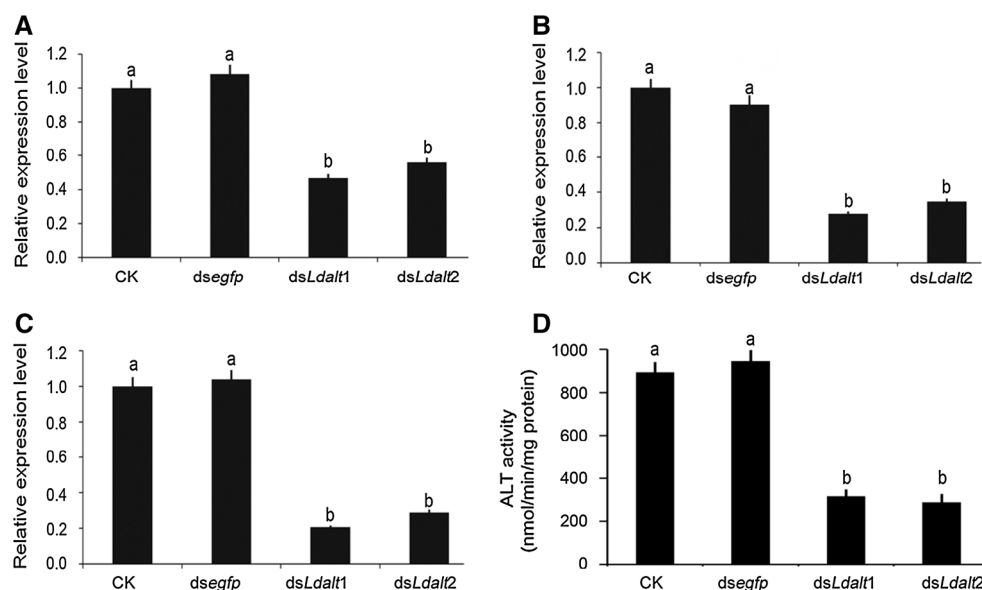 A
Relative expression level
1.2
1.0
0.8
0.6
0.4
0.2
0.0
a
a
b
b
CK
dsegfp
dsLdalt1
dsLdalt2
B
Relative expression level
1.2
1.0
0.8
0.6
0.4
0.2
0.0
a
a
b
b
CK
dsegfp
dsLdalt1
dsLdalt2
C
Relative expression level
1.2
1.0
0.8
0.6
0.4
0.2
0.0
a
a
b
b
CK
dsegfp
dsLdalt1
dsLdalt2
D
ALT activity
(nmol/min/mg protein)
1000
800
600
400
200
0
a
a
b
b
CK
dsegfp
dsLdalt1
dsLdalt2